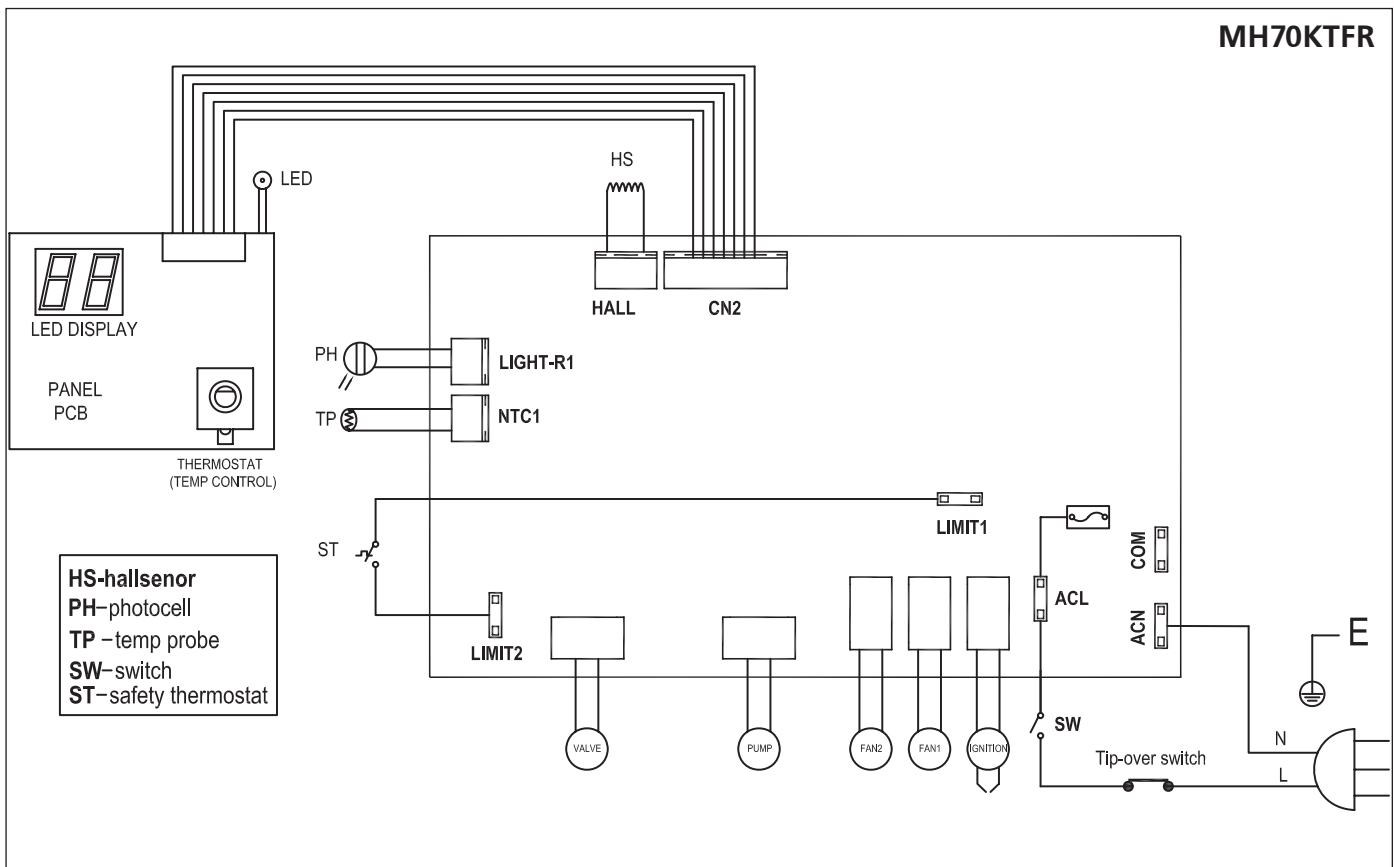 MH70KTFR
HS
LED
HALL
CN2
88
LED DISPLAY
PANEL
PCB
THERMOSTAT
(TEMP CONTROL)
PH
LIGHT-R1
TP
NTC1
LIMIT1
ST
LIMIT2
COM
ACL
ACN
E
HS-hallsenor
PH-photocell
TP -temp probe
SW-switch
ST-safety thermostat
VALVE
PUMP
FAN2
FAN1
IGNITION
SW
Tip-over switch
N
L